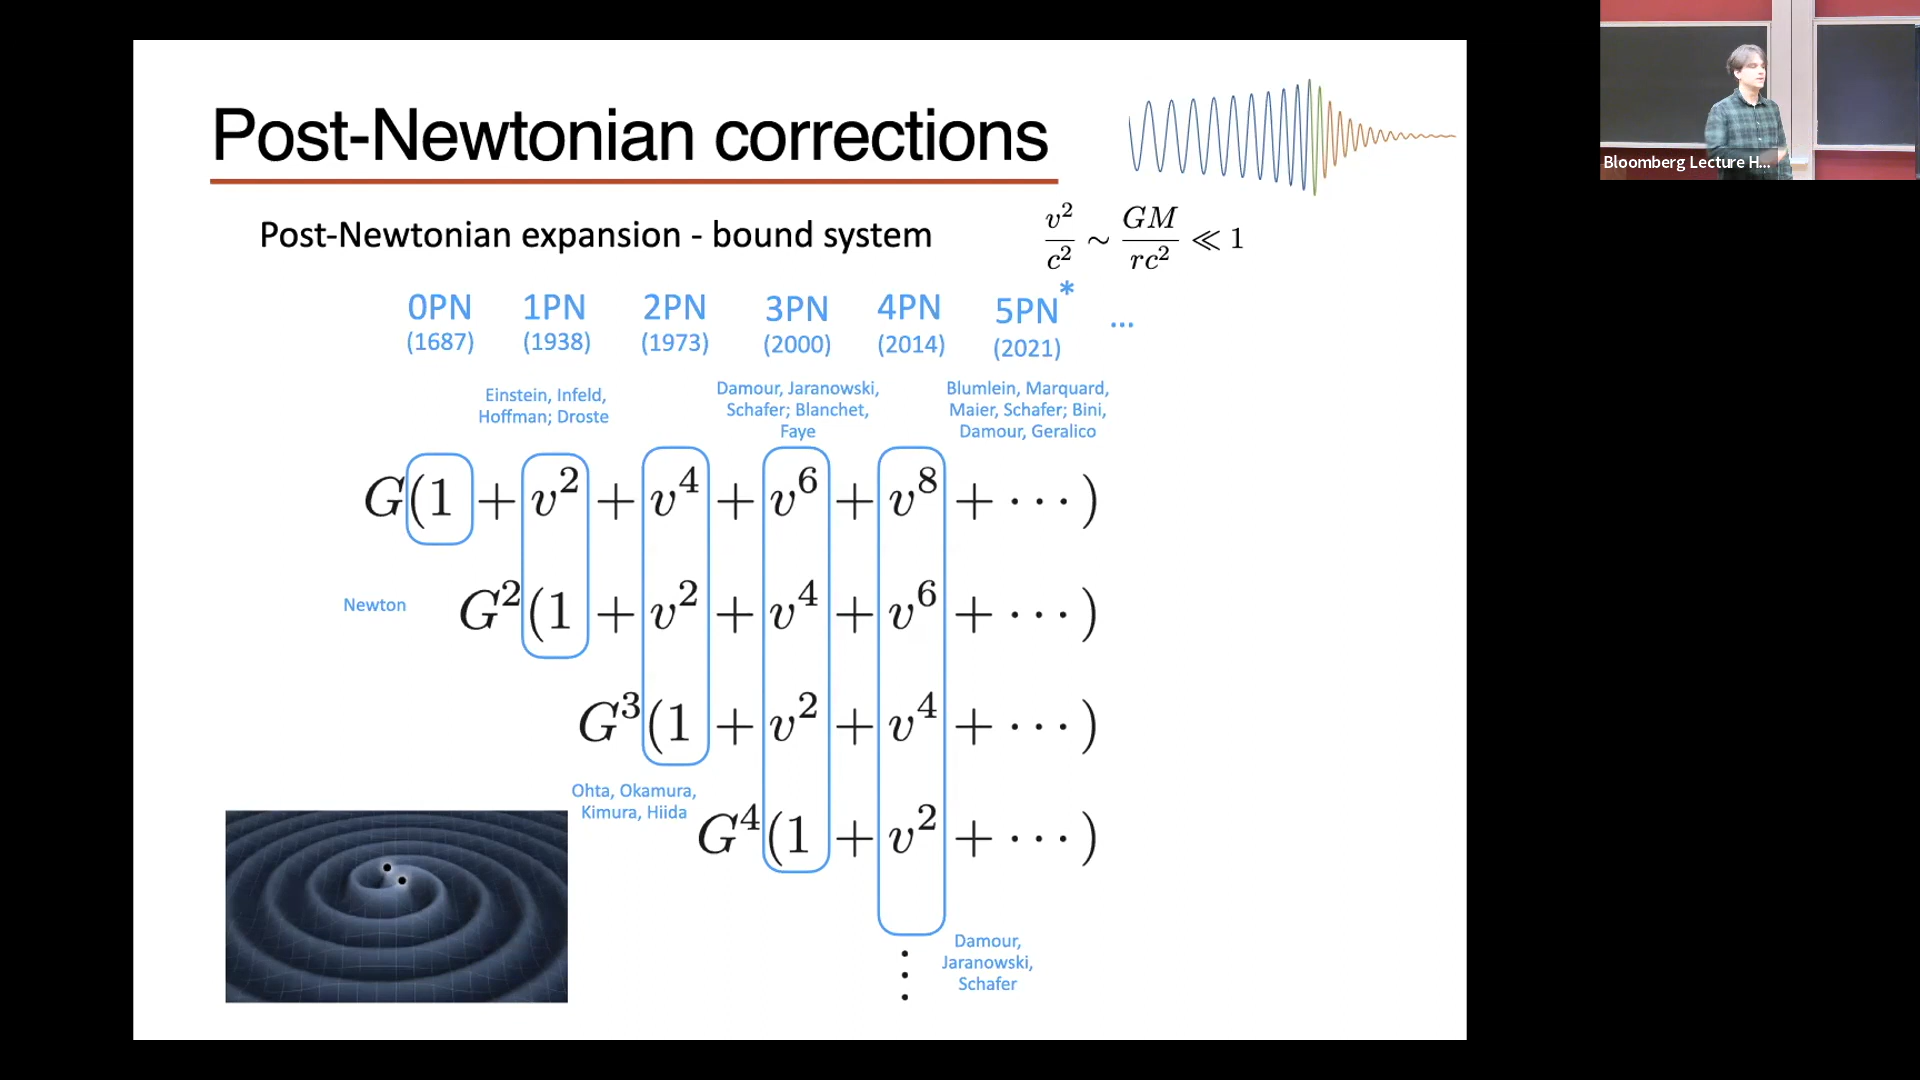 Post-Newtonian corrections
Post-Newtonian expansion - bound system
v²/c² ~ GM/rc² ≪ 1
0PN 1PN 2PN 3PN 4PN 5PN* ...
(1687) (1938) (1973) (2000) (2014) (2021)
Einstein, Infeld,
Hoffman; Droste
Damour, Jaranowski,
Schafer; Blanchet,
Faye
Blumlein, Marquard,
Maier, Schafer; Bini,
Damour, Geralico
G(1 + v² + v⁴ + v⁶ + v⁸ + ···)
Newton
G²(1 + v² + v⁴ + v⁶ + ···)
G³(1 + v² + v⁴ + ···)
Ohta, Okamura,
Kimura, Hiida
G⁴(1 + v² + ···)
⋮
Damour,
Jaranowski,
Schafer
Bloomberg Lecture H...